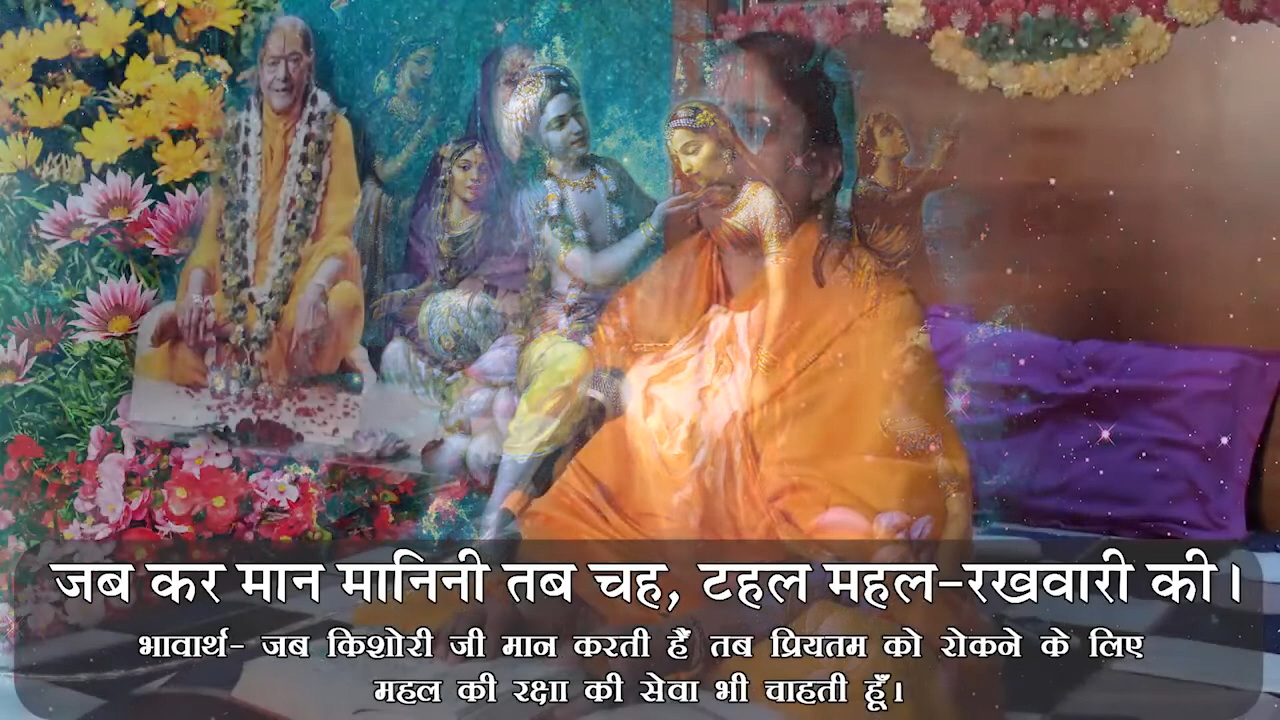 जब कर मान मानिनी तब चह, टहल महल-रखवारी की।
भावार्थ- जब किशोरी जी मान करती हैं तब प्रियतम को रोकने के लिए
महल की रक्षा की सेवा भी चाहती हूँ।